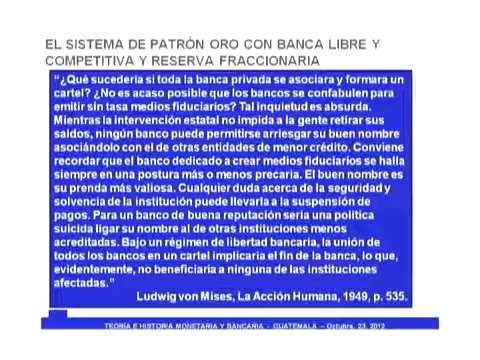 EL SISTEMA DE PATRÓN ORO CON BANCA LIBRE Y
COMPETITIVA Y RESERVA FRACCIONARIA
“¿Qué sucedería si toda la banca privada se asociara y formara un
cartel? ¿No es acaso posible que los bancos se confabulen para
emitir sin tasa medios fiduciarios? Tal inquietud es absurda.
Mientras la intervención estatal no impida a la gente retirar sus
saldos, ningún banco puede permitirse arriesgar su buen nombre
asociándolo con el de otras entidades de menor crédito. Conviene
recordar que el banco dedicado a crear medios fiduciarios se halla
siempre en una postura más o menos precaria. El buen nombre es
su prenda más valiosa. Cualquier duda acerca de la seguridad y
solvencia de la institución puede llevarla a la suspensión de
pagos. Para un banco de buena reputación sería una política
suicida ligar su nombre al de otras instituciones menos
acreditadas. Bajo un régimen de libertad bancaria, la unión de
todos los bancos en un cartel implicaría el fin de la banca, lo que,
evidentemente, no beneficiaría a ninguna de las instituciones
afectadas.”
Ludwig von Mises, La Acción Humana, 1949, p. 535.
TEORÍA E HISTORIA MONETARIA Y BANCARIA - GUATEMALA – Octubre, 23, 2012